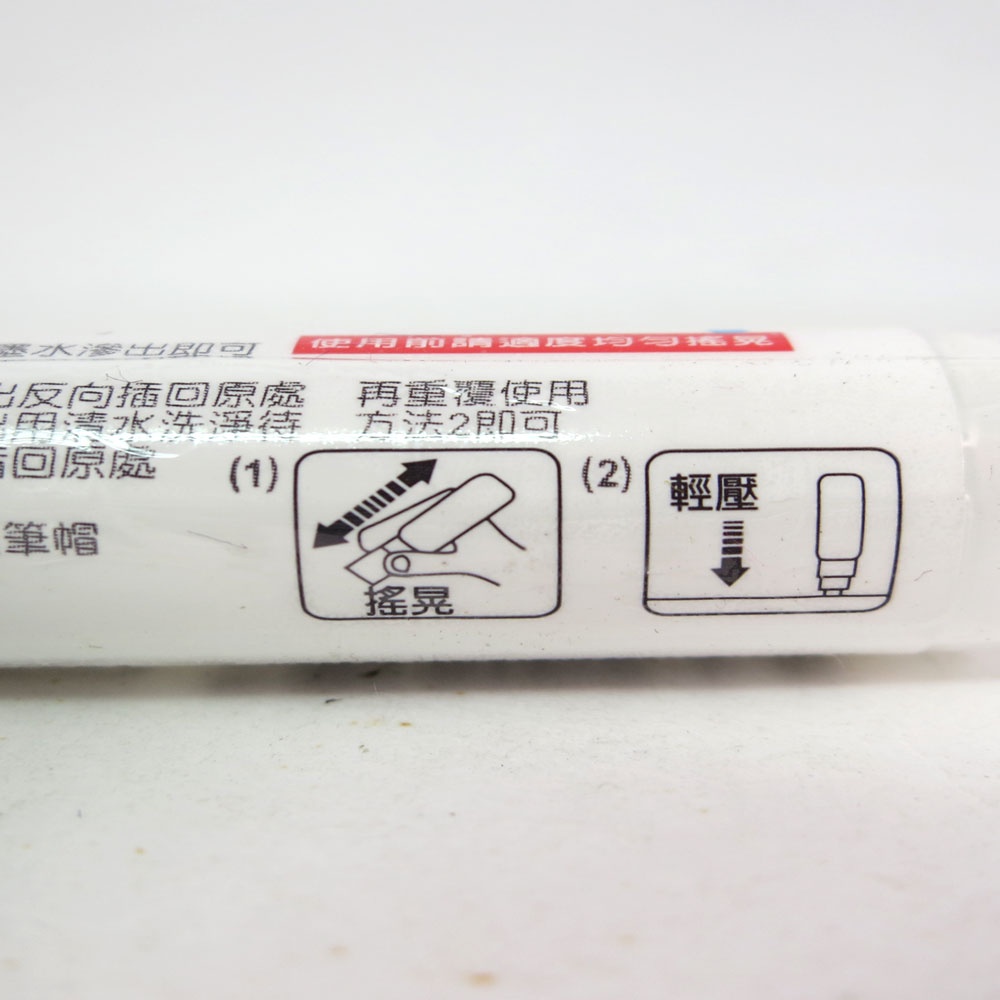 墨水滲出即可
使用前請適度均勻搖晃
出反向插回原處 再重覆使用
出用清水洗淨待 方法2即可
回原處
筆帽
(1)
搖晃
(2)
輕壓